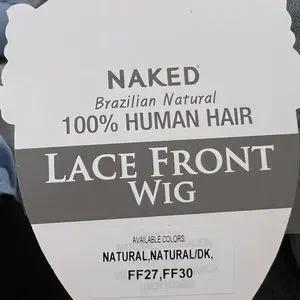 NAKED®
Brazilian Natural
100% HUMAN HAIR
LACE FRONT
WIG
AVAILABLE COLORS:
NATURAL,NATURAL/DK,
FF27,FF30